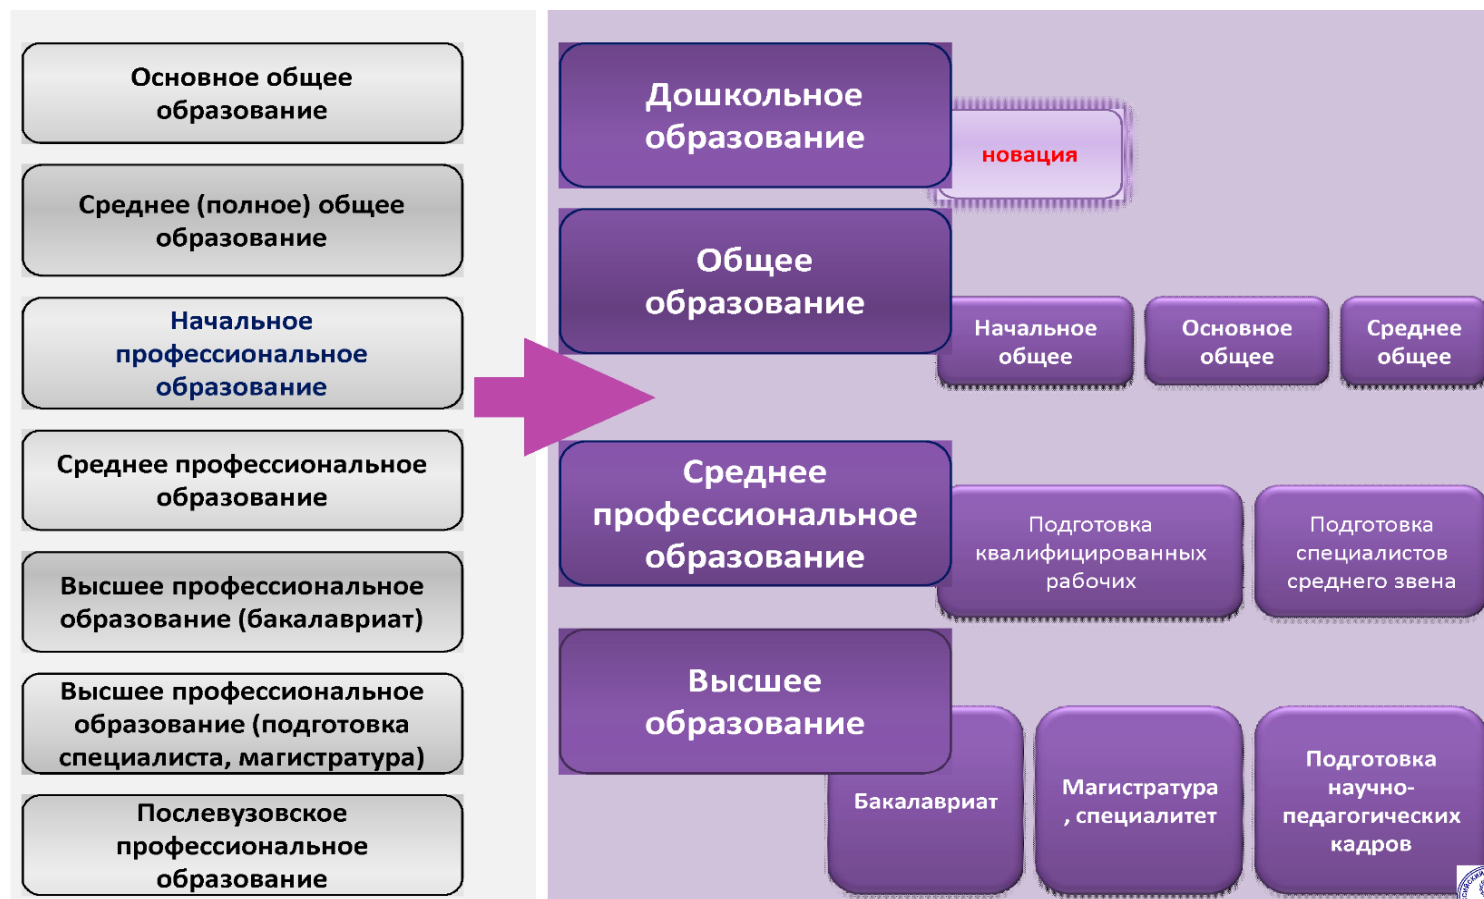 Основное общее
образование
Среднее (полное) общее
образование
Начальное
профессиональное
образование
Среднее профессиональное
образование
Высшее профессиональное
образование (бакалавриат)
Высшее профессиональное
образование (подготовка
специалиста, магистратура)
Послевузовское
профессиональное
образование
Дошкольное
образование
новация
Общее
образование
Начальное
общее
Основное
общее
Среднее
общее
Среднее
профессиональное
образование
Подготовка
квалифицированных
рабочих
Подготовка
специалистов
среднего звена
Высшее
образование
Бакалавриат
Магистратура
, специалитет
Подготовка
научно-
педагогических
кадров